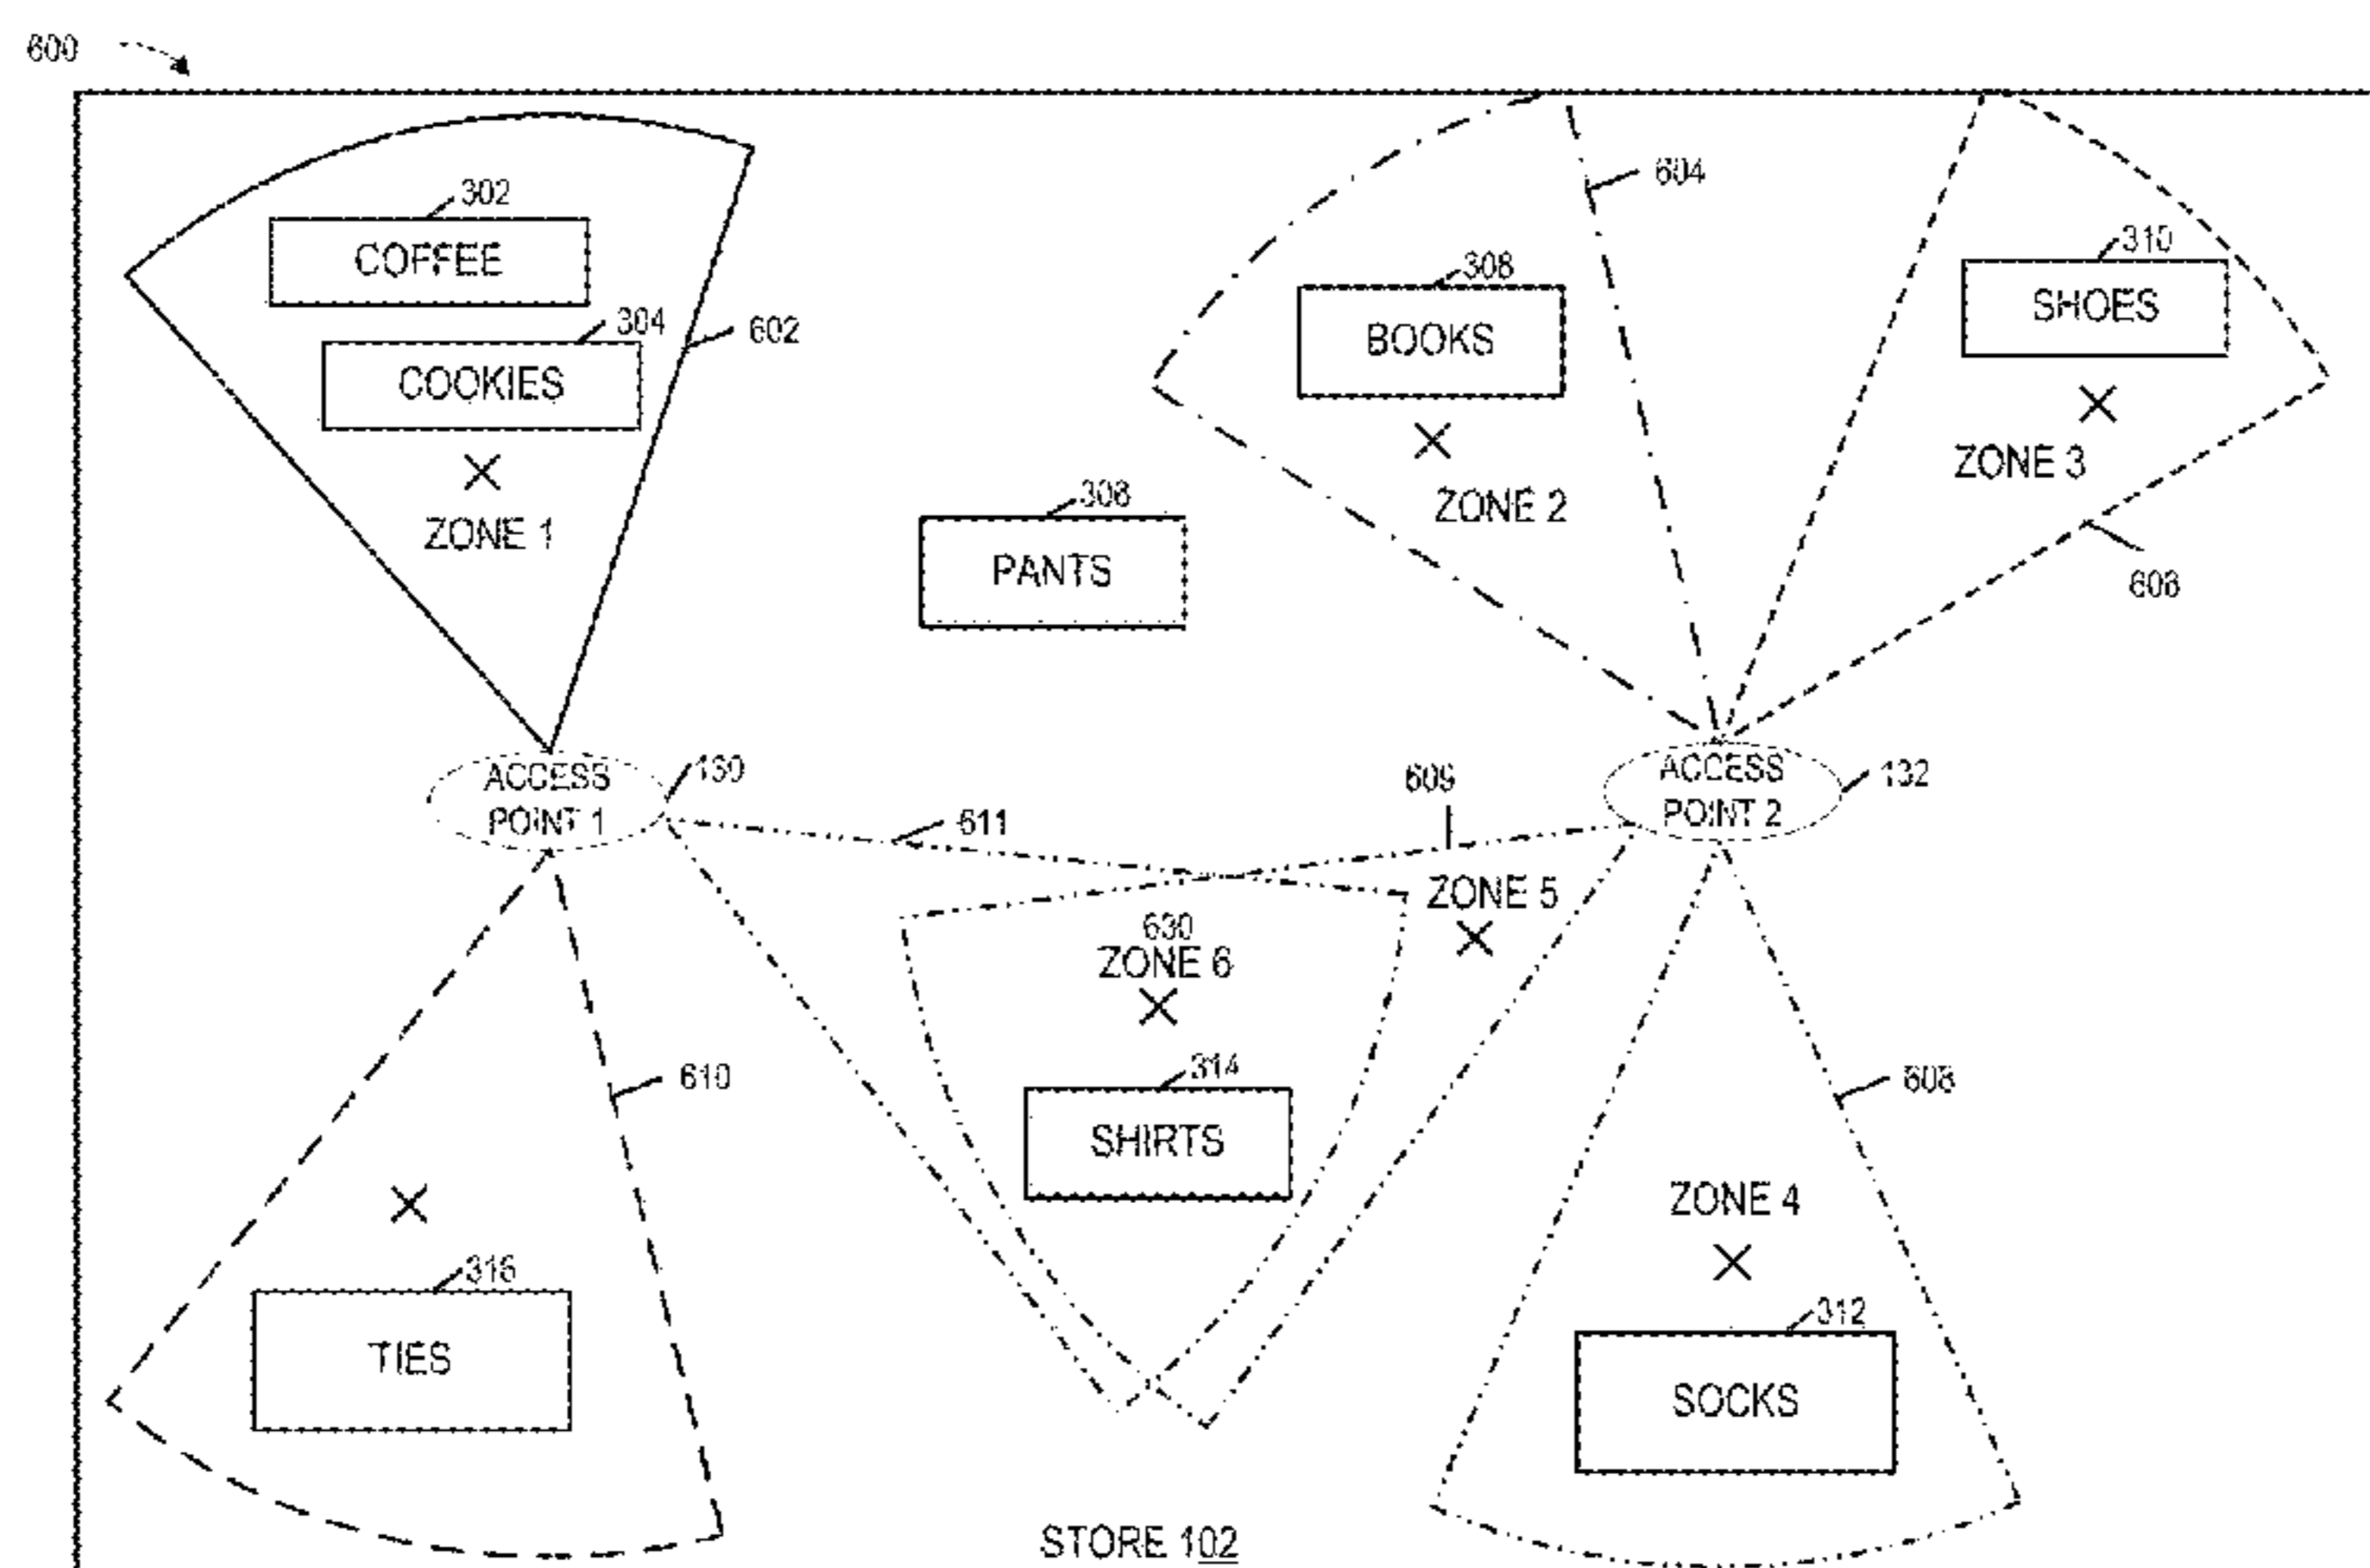 600
302
COFFEE
304
COOKIES
602
ZONE 1
604
308
BOOKS
ZONE 2
310
SHOES
ZONE 3
308
PANTS
606
ACCESS
POINT 1
130
ACCESS
POINT 2
132
611
609
ZONE 5
630
ZONE 6
314
SHIRTS
610
608
ZONE 4
316
TIES
312
SOCKS
STORE 102